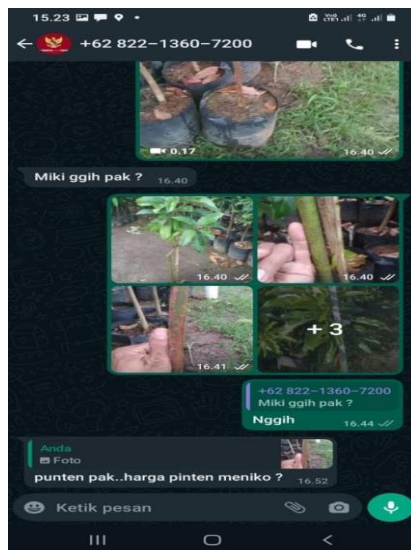 15.23
+62 822-1360-7200
0.17
16.40
Miki ggih pak ?
16.40
16.40
16.40
16.41
+ 3
+62 822-1360-7200
Miki ggih pak ?
Nggih
16.44
Anda
Foto
punten pak..harga pinten meniko ?
16.52
Ketik pesan